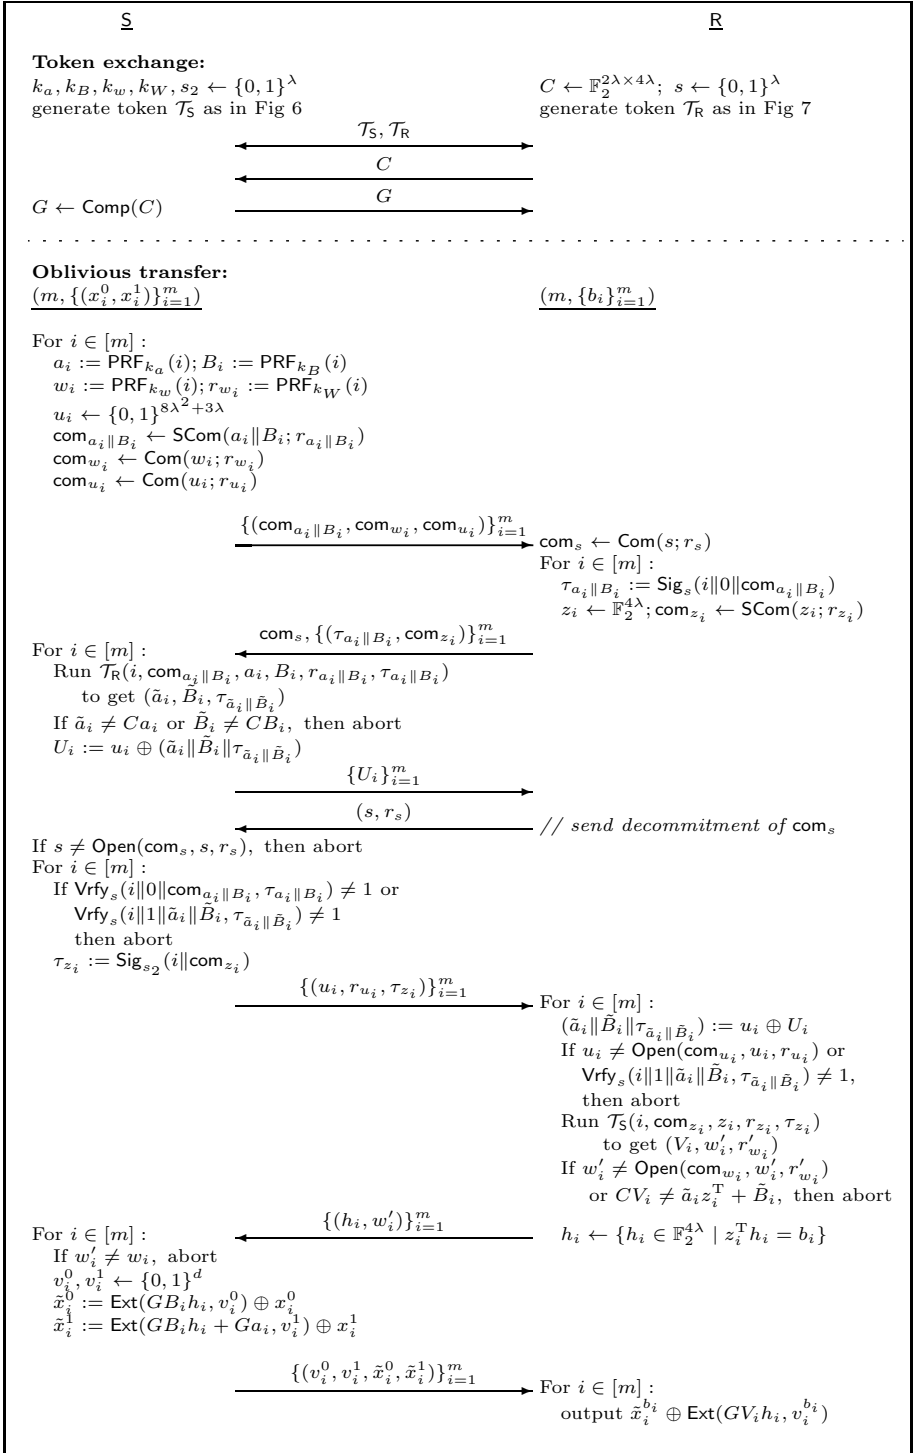 S R
Token exchange:
k_a, k_B, k_w, k_W, s_2 ← {0, 1}^λ C ← 𝔽_2^{2λ×4λ}; s ← {0, 1}^λ
generate token 𝒯_S as in Fig 6 generate token 𝒯_R as in Fig 7
𝒯_S, 𝒯_R
C
G ← Comp(C) G
Oblivious transfer:
(m, {(x_i^0, x_i^1)}_{i=1}^m) (m, {b_i}_{i=1}^m)
For i ∈ [m] :
a_i := PRF_{k_a}(i); B_i := PRF_{k_B}(i)
w_i := PRF_{k_w}(i); r_{w_i} := PRF_{k_W}(i)
u_i ← {0, 1}^{8λ^2+3λ}
com_{a_i∥B_i} ← SCom(a_i∥B_i; r_{a_i∥B_i})
com_{w_i} ← Com(w_i; r_{w_i})
com_{u_i} ← Com(u_i; r_{u_i})
{(com_{a_i∥B_i}, com_{w_i}, com_{u_i})}_{i=1}^m
com_s ← Com(s; r_s)
For i ∈ [m] :
τ_{a_i∥B_i} := Sig_s(i∥0∥com_{a_i∥B_i})
z_i ← 𝔽_2^{4λ}; com_{z_i} ← SCom(z_i; r_{z_i})
com_s, {(τ_{a_i∥B_i}, com_{z_i})}_{i=1}^m
For i ∈ [m] :
Run 𝒯_R(i, com_{a_i∥B_i}, a_i, B_i, r_{a_i∥B_i}, τ_{a_i∥B_i})
to get (ã_i, B̃_i, τ_{ã_i∥B̃_i})
If ã_i ≠ Ca_i or B̃_i ≠ CB_i, then abort
U_i := u_i ⊕ (ã_i∥B̃_i∥τ_{ã_i∥B̃_i})
{U_i}_{i=1}^m
(s, r_s) // send decommitment of com_s
If s ≠ Open(com_s, s, r_s), then abort
For i ∈ [m] :
If Vrfy_s(i∥0∥com_{a_i∥B_i}, τ_{a_i∥B_i}) ≠ 1 or
Vrfy_s(i∥1∥ã_i∥B̃_i, τ_{ã_i∥B̃_i}) ≠ 1
then abort
τ_{z_i} := Sig_{s_2}(i∥com_{z_i})
{(u_i, r_{u_i}, τ_{z_i})}_{i=1}^m
For i ∈ [m] :
(ã_i∥B̃_i∥τ_{ã_i∥B̃_i}) := u_i ⊕ U_i
If u_i ≠ Open(com_{u_i}, u_i, r_{u_i}) or
Vrfy_s(i∥1∥ã_i∥B̃_i, τ_{ã_i∥B̃_i}) ≠ 1,
then abort
Run 𝒯_S(i, com_{z_i}, z_i, r_{z_i}, τ_{z_i})
to get (V_i, w'_i, r'_{w_i})
If w'_i ≠ Open(com_{w_i}, w'_i, r'_{w_i})
or CV_i ≠ ã_i z_i^T + B̃_i, then abort
{(h_i, w'_i)}_{i=1}^m h_i ← {h_i ∈ 𝔽_2^{4λ} | z_i^T h_i = b_i}
For i ∈ [m] :
If w'_i ≠ w_i, abort
v_i^0, v_i^1 ← {0, 1}^d
x̃_i^0 := Ext(GB_i h_i, v_i^0) ⊕ x_i^0
x̃_i^1 := Ext(GB_i h_i + Ga_i, v_i^1) ⊕ x_i^1
{(v_i^0, v_i^1, x̃_i^0, x̃_i^1)}_{i=1}^m
For i ∈ [m] :
output x̃_i^{b_i} ⊕ Ext(GV_i h_i, v_i^{b_i})